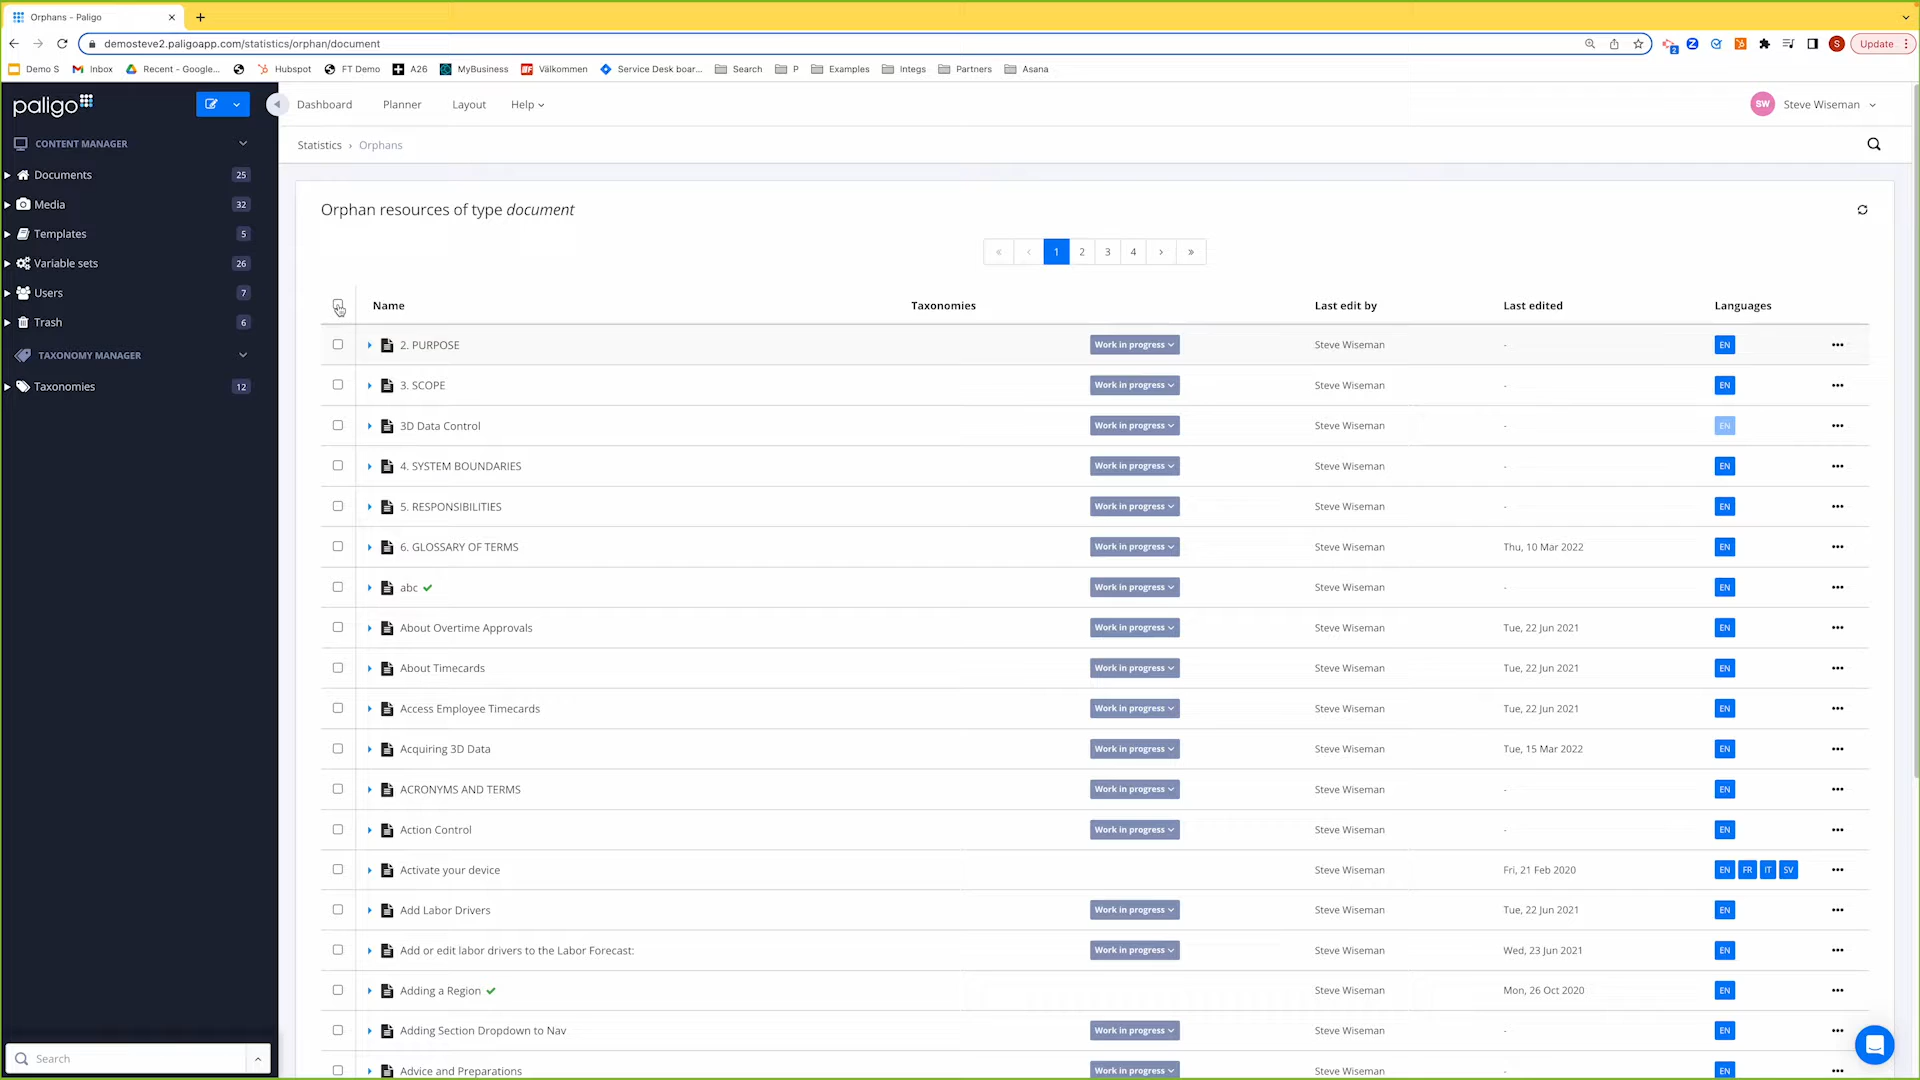 Orphans - Paligo
demosteve2.paligoapp.com/statistics/orphan/document
Update
Demo S
Inbox
Recent - Google...
Hubspot
FT Demo
A26
MyBusiness
Välkommen
Service Desk boar...
Search
P
Examples
Integs
Partners
Asana
paligo
Dashboard
Planner
Layout
Help
SW
Steve Wiseman
CONTENT MANAGER
Documents 25
Media 32
Templates 5
Variable sets 26
Users 7
Trash 6
TAXONOMY MANAGER
Taxonomies 12
Search
Statistics › Orphans
Orphan resources of type document
« ‹ 1 2 3 4 › »
Name Taxonomies Last edit by Last edited Languages
2. PURPOSE Work in progress Steve Wiseman - EN
3. SCOPE Work in progress Steve Wiseman - EN
3D Data Control Work in progress Steve Wiseman - EN
4. SYSTEM BOUNDARIES Work in progress Steve Wiseman - EN
5. RESPONSIBILITIES Work in progress Steve Wiseman - EN
6. GLOSSARY OF TERMS Work in progress Steve Wiseman Thu, 10 Mar 2022 EN
abc Work in progress Steve Wiseman - EN
About Overtime Approvals Work in progress Steve Wiseman Tue, 22 Jun 2021 EN
About Timecards Work in progress Steve Wiseman Tue, 22 Jun 2021 EN
Access Employee Timecards Work in progress Steve Wiseman Tue, 22 Jun 2021 EN
Acquiring 3D Data Work in progress Steve Wiseman Tue, 15 Mar 2022 EN
ACRONYMS AND TERMS Work in progress Steve Wiseman - EN
Action Control Work in progress Steve Wiseman - EN
Activate your device Steve Wiseman Fri, 21 Feb 2020 EN FR IT SV
Add Labor Drivers Work in progress Steve Wiseman Tue, 22 Jun 2021 EN
Add or edit labor drivers to the Labor Forecast: Work in progress Steve Wiseman Wed, 23 Jun 2021 EN
Adding a Region Steve Wiseman Mon, 26 Oct 2020 EN
Adding Section Dropdown to Nav Work in progress Steve Wiseman - EN
Advice and Preparations Work in progress Steve Wiseman EN